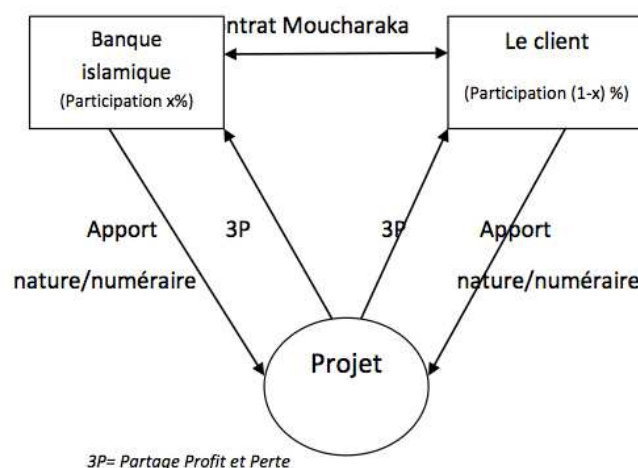 Banque
islamique
(Participation x%)
ntrat Moucharaka
Le client
(Participation (1-x) %)
Apport
nature/numéraire
3P
3P
Apport
nature/numéraire
Projet
3P= Partage Profit et Perte